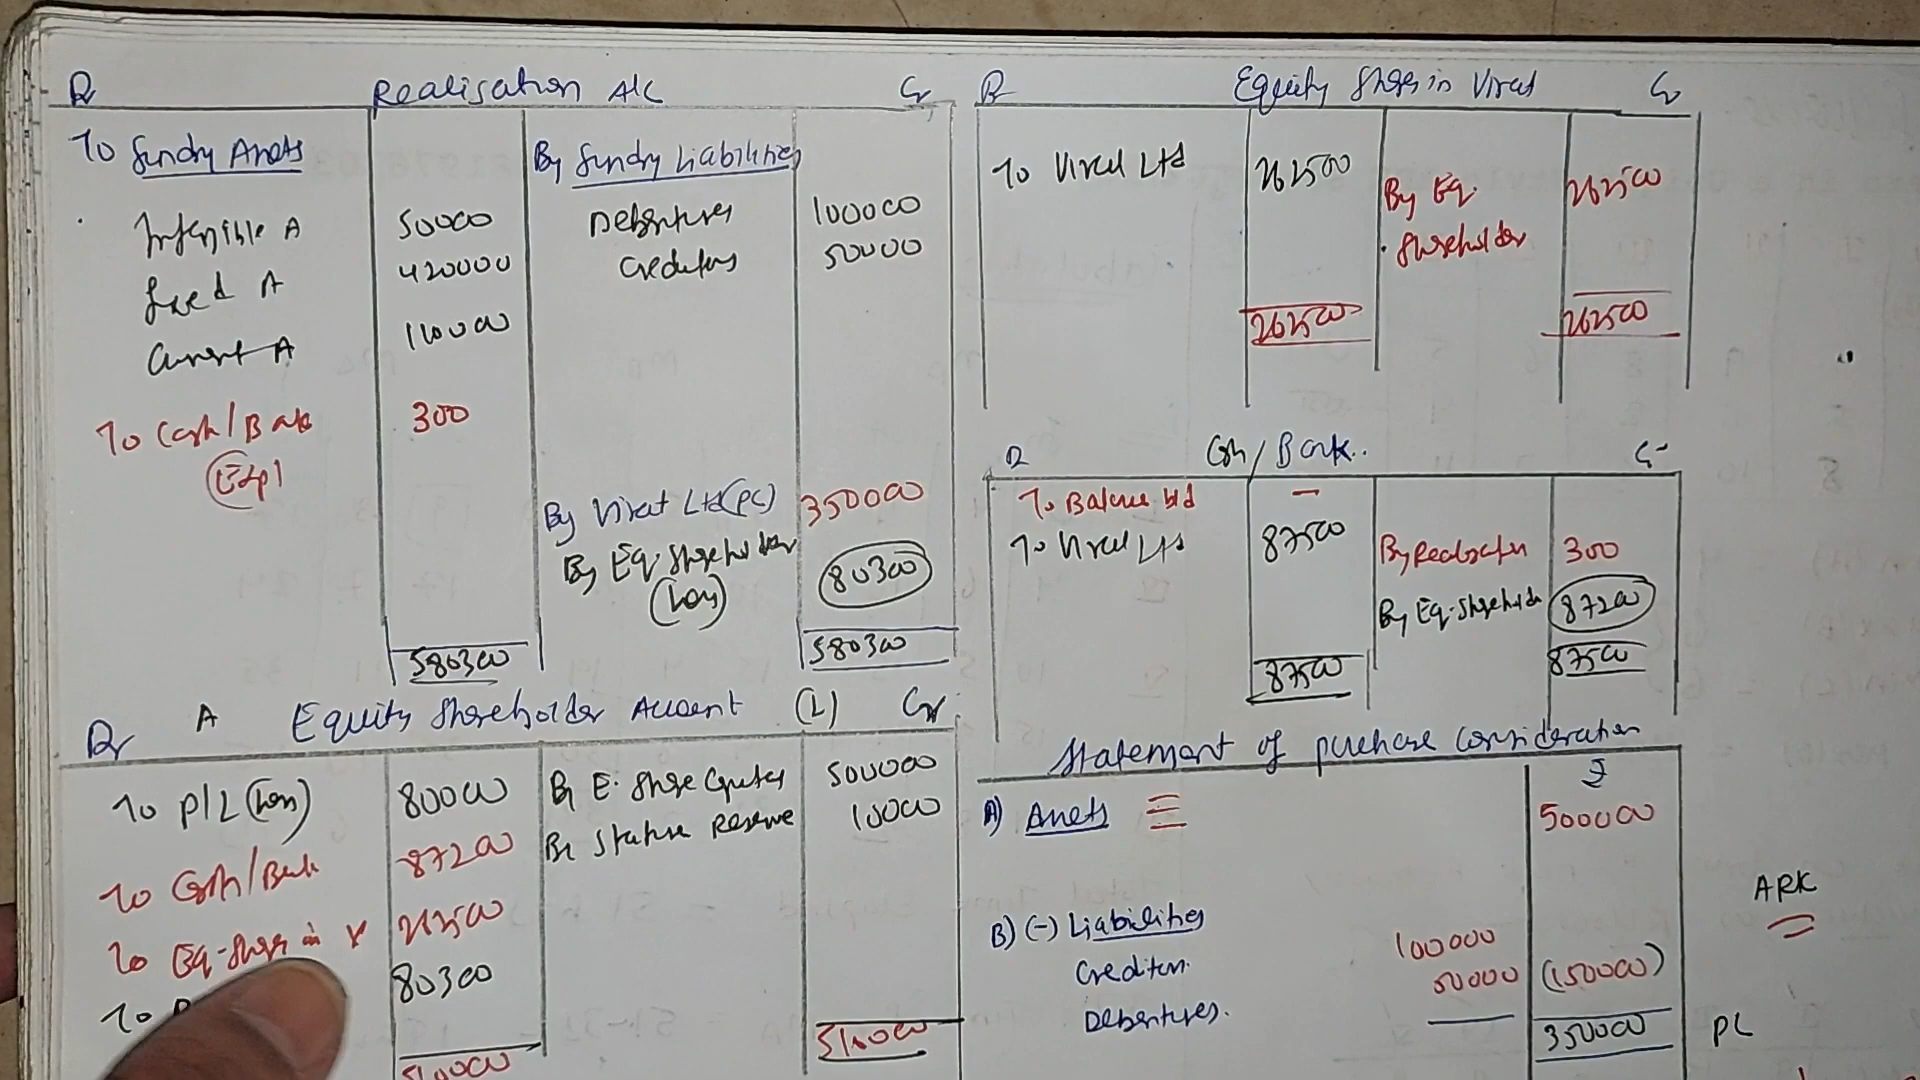 Dr Realisation A/C Cr
To Sundry Assets
By Sundry Liabilities
Intangible A 50000 Debentures 100000
Fixed A 420000 Creditors 50000
Current A 110000
To Cash/Bank 300
(Exp)
By Virat Ltd (PC) 350000
By Eq. Shareholder 80300
(Loss)
580300 580300
Dr A Equity Shareholder Account (L) Cr
To P/L (Loss) 80000 By E. Share Capital 500000
To Cash/Bank 87200 By Stature Reserve 10000
To Eq-Shares in V 262500
To 80300
510000 510000
Dr Equity Shares in Virat Cr
To Virat Ltd 262500 By Eq. 262500
Shareholder
262500 262500
Dr Cash/Bank.. Cr
To Balance b/d –
To Virat Ltd 87500 By Realisation 300
By Eq. Shareholder 87200
87500 87500
Statement of purchase consideration
₹
A) Assets 500000
B) (-) Liabilities
Creditors. 100000
Debentures. 50000 (150000)
350000 PC
ARK